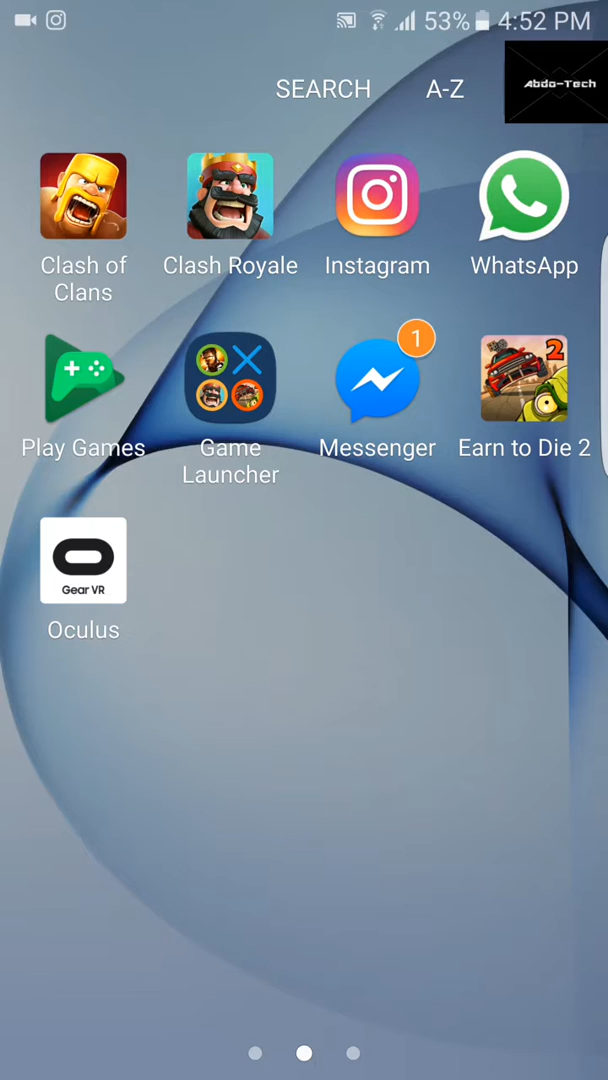 53% 4:52 PM
SEARCH A-Z
Abdo-Tech
Clash of
Clans
Clash Royale
Instagram
WhatsApp
Play Games
Game
Launcher
1
Messenger
2
Earn to Die 2
Gear VR
Oculus